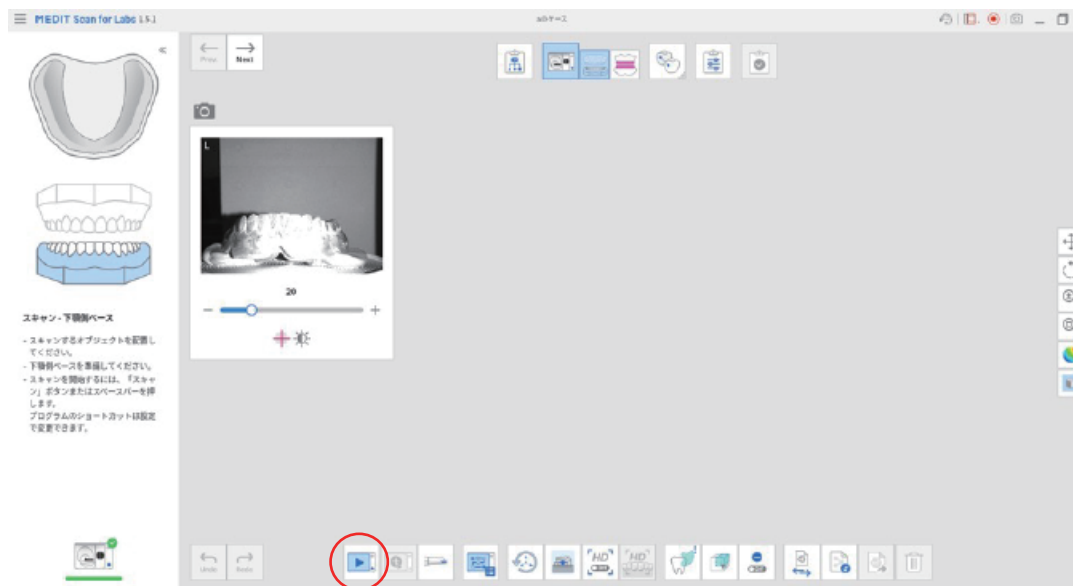 MEDIT Scan for Labs 1.5.1
Prev
Next
L
20
スキャン - 下顎側ベース
- スキャンするオブジェクトを配置し
てください。
- 下顎側ベースを準備してください。
- スキャンを開始するには、「スキャ
ン」ボタンまたはスペースバーを押
します。
プログラムのショートカットは設定
で変更できます。
Undo
Redo
HD
HD